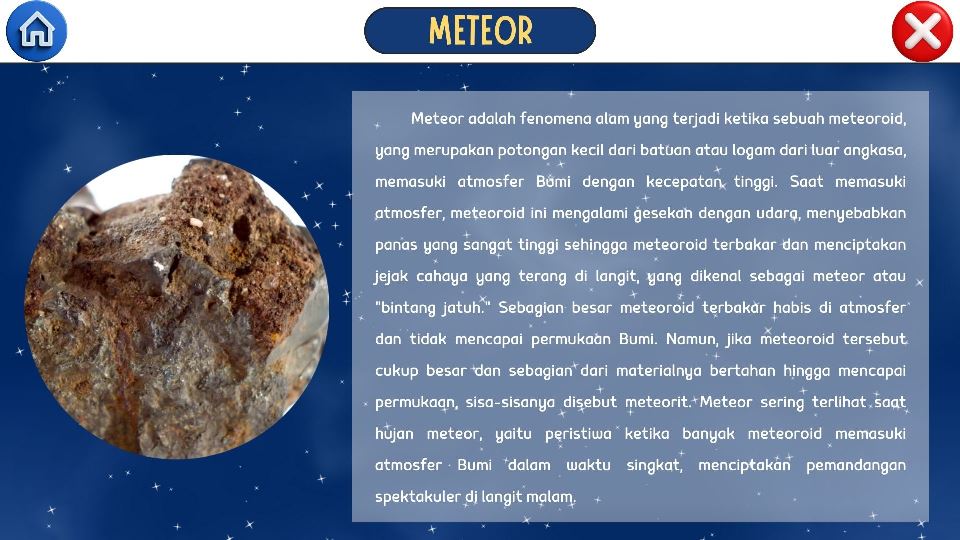 METEOR
Meteor adalah fenomena alam yang terjadi ketika sebuah meteoroid,
yang merupakan potongan kecil dari batuan atau logam dari luar angkasa,
memasuki atmosfer Bumi dengan kecepatan tinggi. Saat memasuki
atmosfer, meteoroid ini mengalami gesekan dengan udara, menyebabkan
panas yang sangat tinggi sehingga meteoroid terbakar dan menciptakan
jejak cahaya yang terang di langit, yang dikenal sebagai meteor atau
"bintang jatuh." Sebagian besar meteoroid terbakar habis di atmosfer
dan tidak mencapai permukaan Bumi. Namun, jika meteoroid tersebut
cukup besar dan sebagian dari materialnya bertahan hingga mencapai
permukaan, sisa-sisanya disebut meteorit. Meteor sering terlihat saat
hujan meteor, yaitu peristiwa ketika banyak meteoroid memasuki
atmosfer Bumi dalam waktu singkat, menciptakan pemandangan
spektakuler di langit malam.